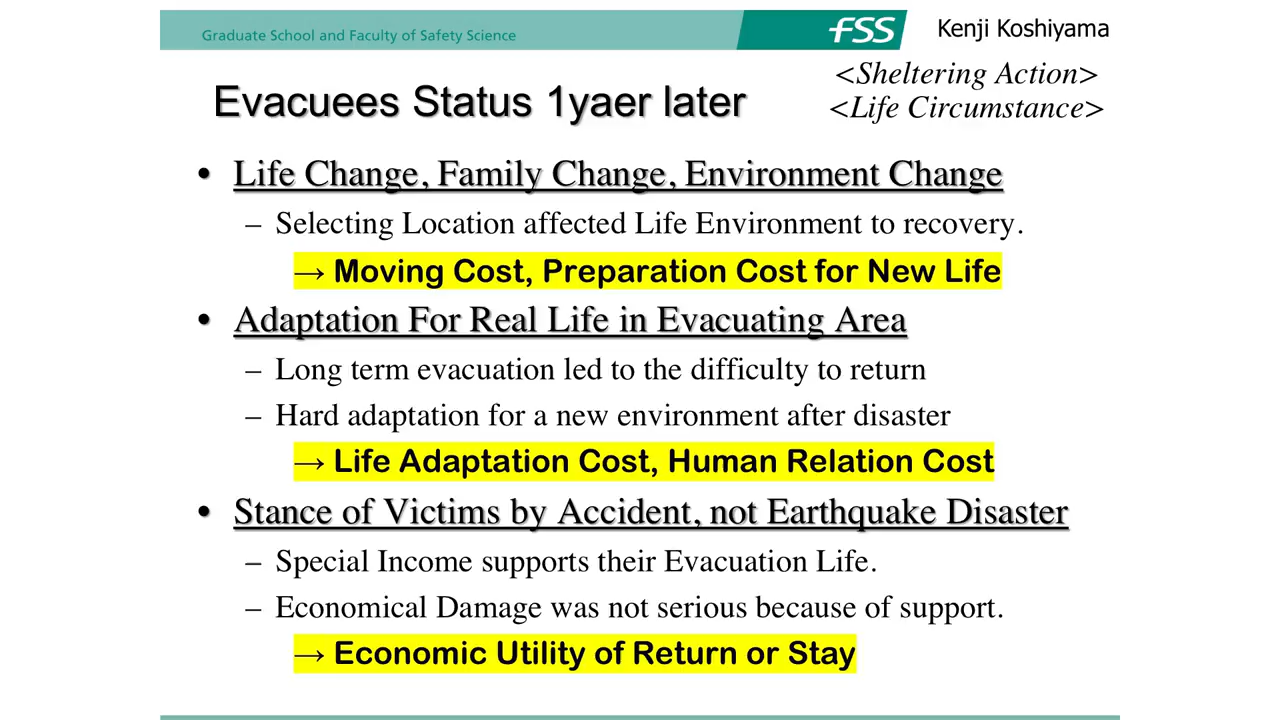 Graduate School and Faculty of Safety Science
FSS
Kenji Koshiyama
<Sheltering Action>
<Life Circumstance>
Evacuees Status 1yaer later
• Life Change, Family Change, Environment Change
– Selecting Location affected Life Environment to recovery.
→ Moving Cost, Preparation Cost for New Life
• Adaptation For Real Life in Evacuating Area
– Long term evacuation led to the difficulty to return
– Hard adaptation for a new environment after disaster
→ Life Adaptation Cost, Human Relation Cost
• Stance of Victims by Accident, not Earthquake Disaster
– Special Income supports their Evacuation Life.
– Economical Damage was not serious because of support.
→ Economic Utility of Return or Stay